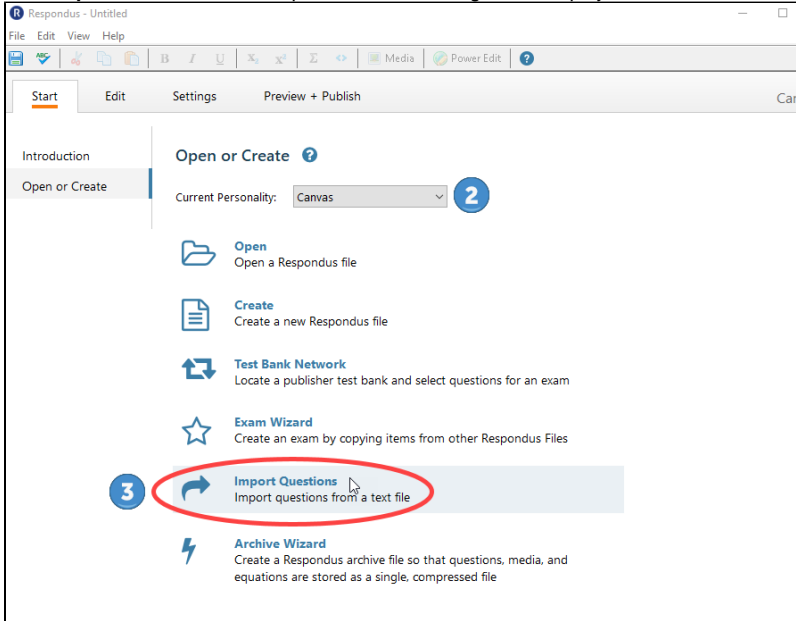 Respondus - Untitled
File Edit View Help
ABC B I U X₂ x² Σ <> Media Power Edit ?
Start Edit Settings Preview + Publish
Introduction
Open or Create
Open or Create ?
Current Personality: Canvas 2
Open
Open a Respondus file
Create
Create a new Respondus file
Test Bank Network
Locate a publisher test bank and select questions for an exam
Exam Wizard
Create an exam by copying items from other Respondus Files
3
Import Questions
Import questions from a text file
Archive Wizard
Create a Respondus archive file so that questions, media, and
equations are stored as a single, compressed file